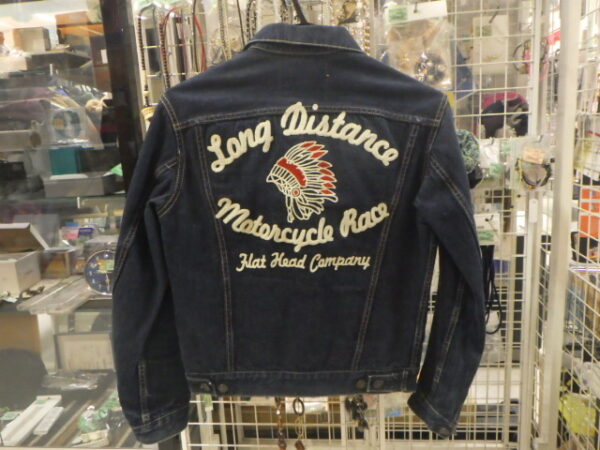 Long Distance
Motorcycle Race
Flat Head Company